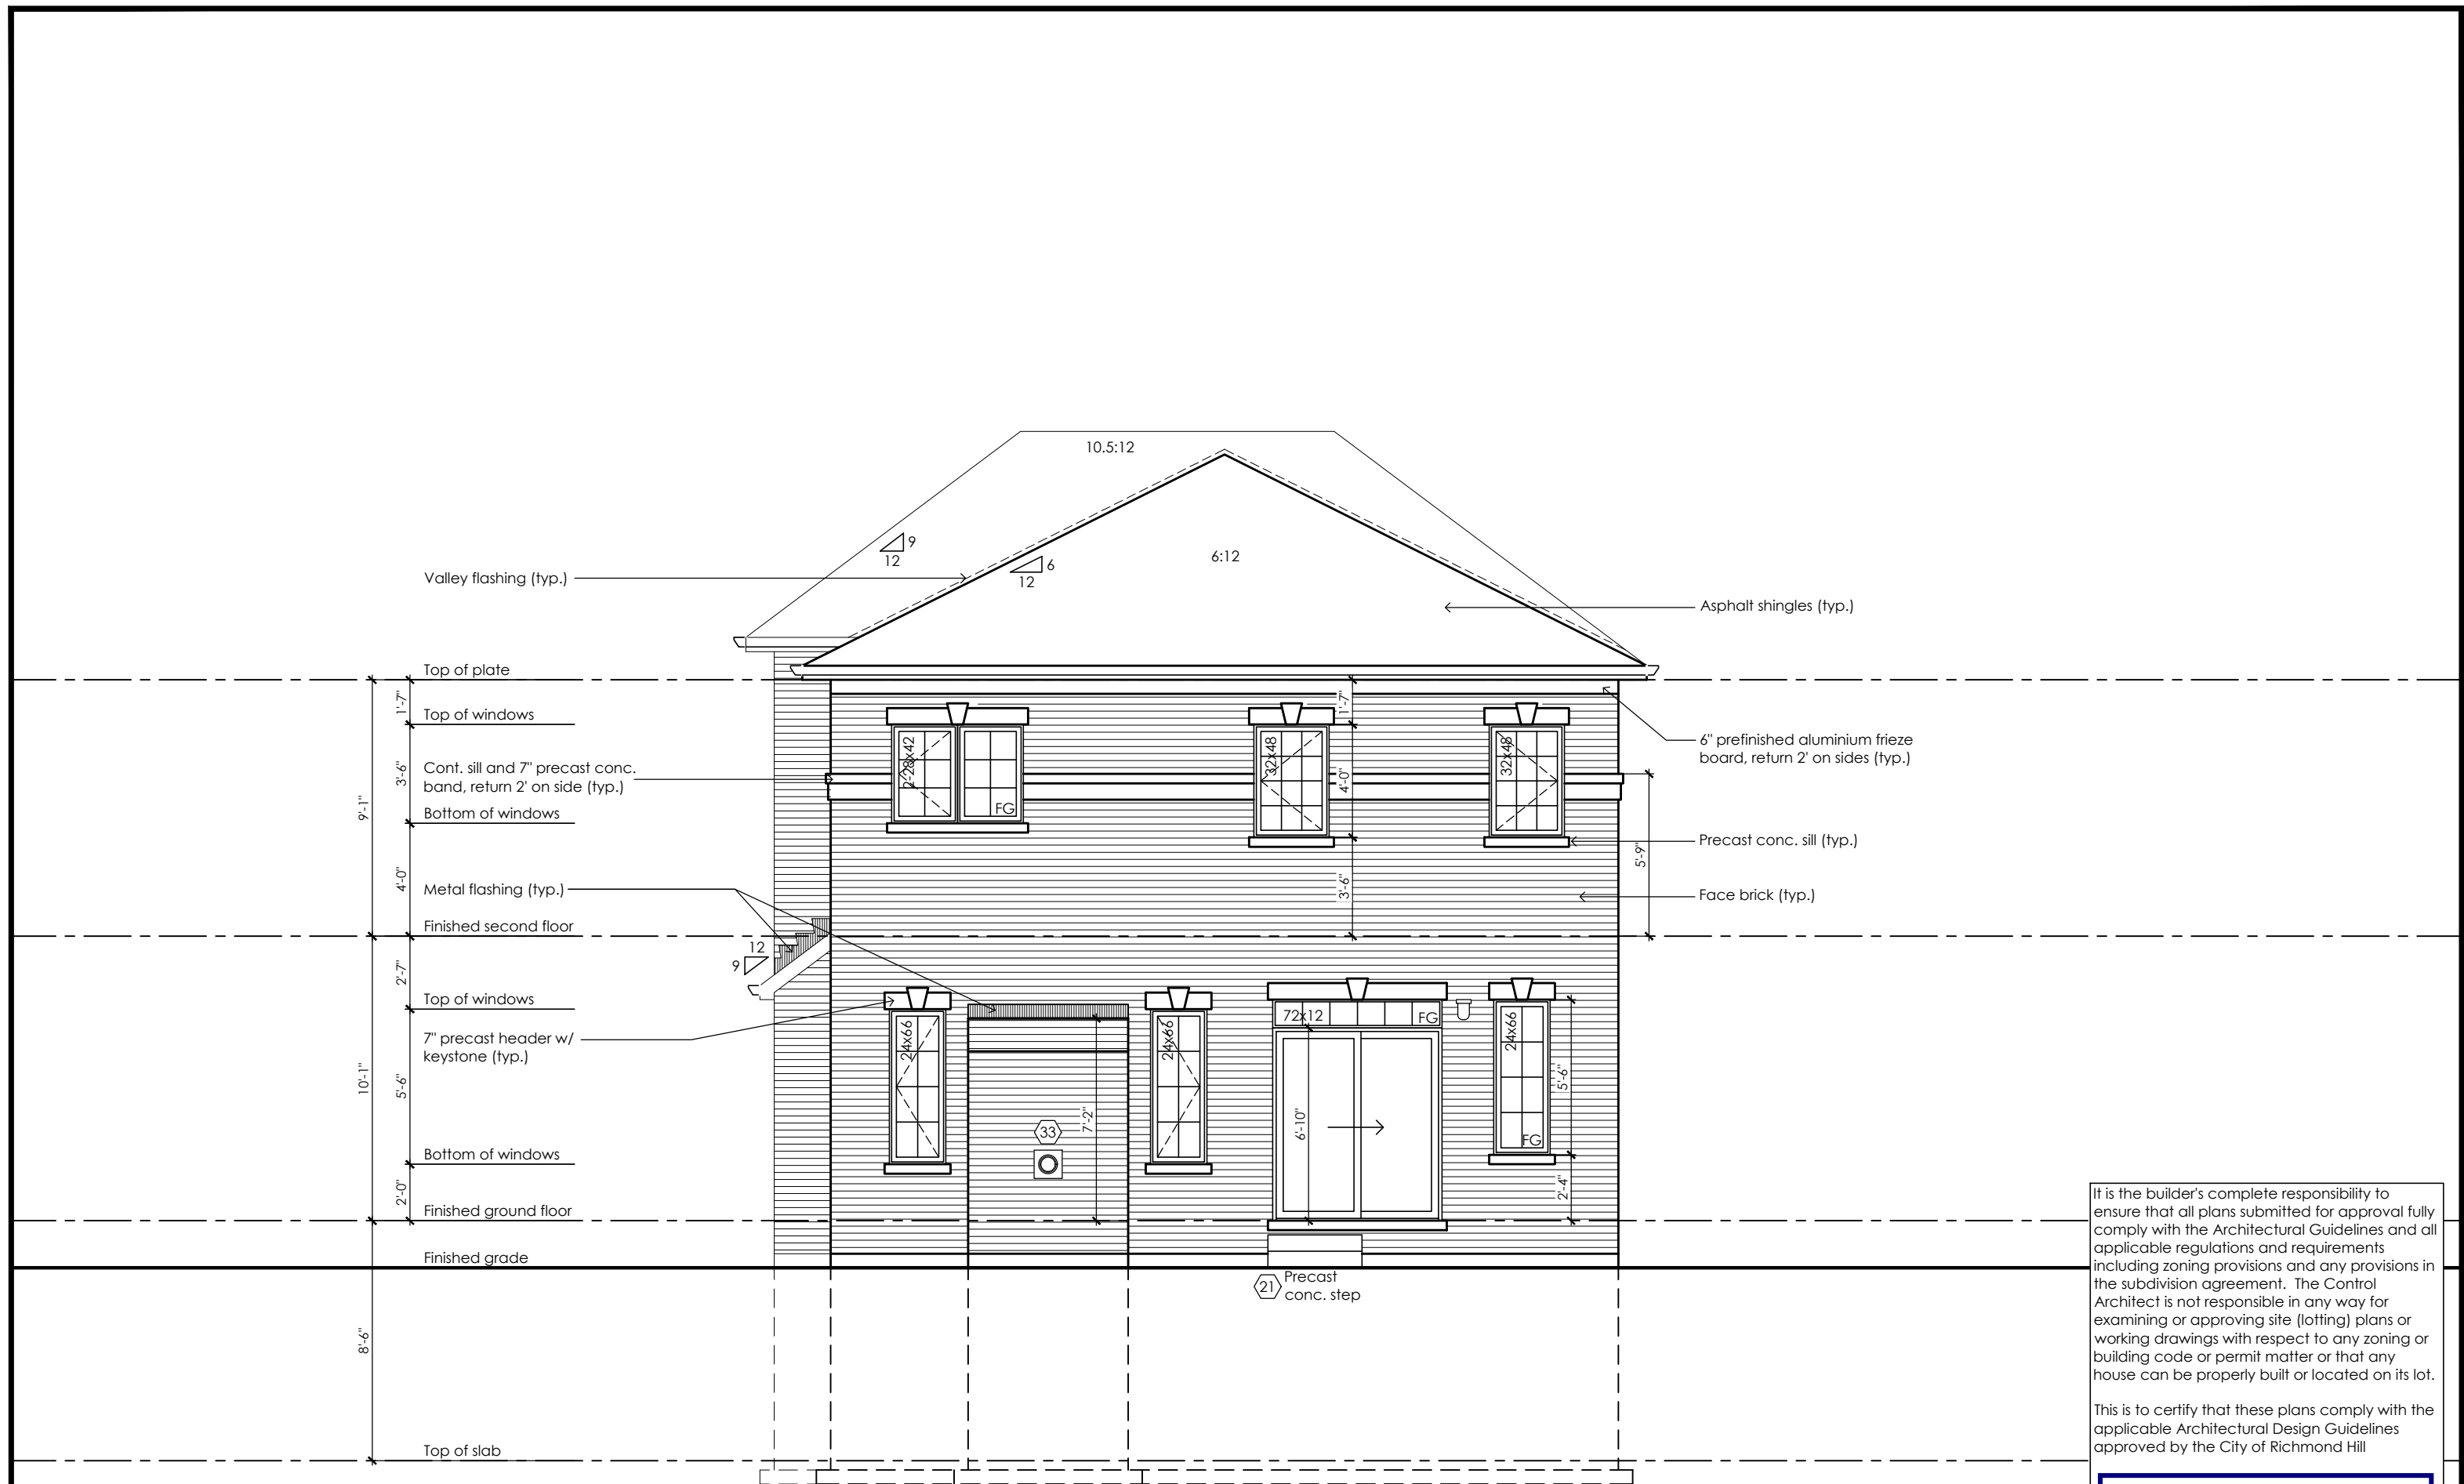 10.5:12
9
12
6
12
6:12
Valley flashing (typ.)
Asphalt shingles (typ.)
Top of plate
1'-7"
Top of windows
3'-6"
Cont. sill and 7" precast conc.
band, return 2' on side (typ.)
Bottom of windows
9'-1"
4'-0"
Metal flashing (typ.)
Finished second floor
12
9
2'-7"
Top of windows
7" precast header w/
keystone (typ.)
10'-1"
5'-6"
Bottom of windows
2'-0"
Finished ground floor
Finished grade
8'-6"
Top of slab
2-28x42
FG
32x48
1'-7"
4'-0"
3'-6"
32x48
6" prefinished aluminium frieze
board, return 2' on sides (typ.)
Precast conc. sill (typ.)
5'-9"
Face brick (typ.)
24x66
33
7'-2"
24x66
72x12
FG
6'-10"
24x66
FG
5'-6"
2'-4"
21
Precast
conc. step
It is the builder's complete responsibility to
ensure that all plans submitted for approval fully
comply with the Architectural Guidelines and all
applicable regulations and requirements
including zoning provisions and any provisions in
the subdivision agreement. The Control
Architect is not responsible in any way for
examining or approving site (lotting) plans or
working drawings with respect to any zoning or
building code or permit matter or that any
house can be properly built or located on its lot.
This is to certify that these plans comply with the
applicable Architectural Design Guidelines
approved by the City of Richmond Hill